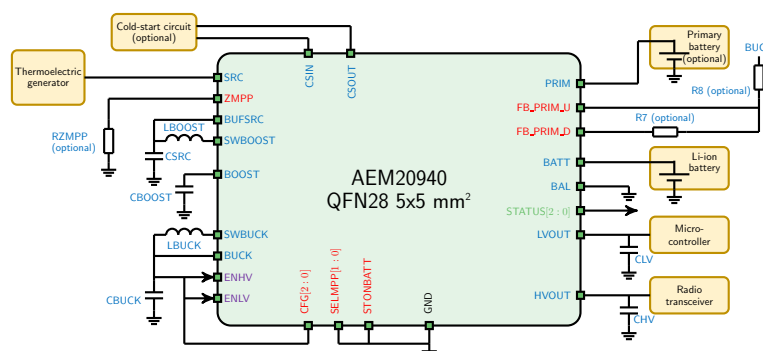 Cold-start circuit
(optional)
Thermoelectric
generator
Primary
battery
(optional)
R8 (optional)
R7 (optional)
Li-ion
battery
Micro-
controller
Radio
transceiver
CSIN
CSOUT
SRC
ZMPP
BUFSRC
SWBOOST
BOOST
SWBUCK
BUCK
ENHV
ENLV
RZMPP
(optional)
LBOOST
CSRC
CBOOST
LBUCK
CBUCK
AEM20940
QFN28 5x5 mm²
PRIM
FB_PRIM_U
FB_PRIM_D
BATT
BAL
STATUS[2 : 0]
LVOUT
HVOUT
CLV
CHV
CFG[2 : 0]
SELMPP[1 : 0]
STONBATT
GND